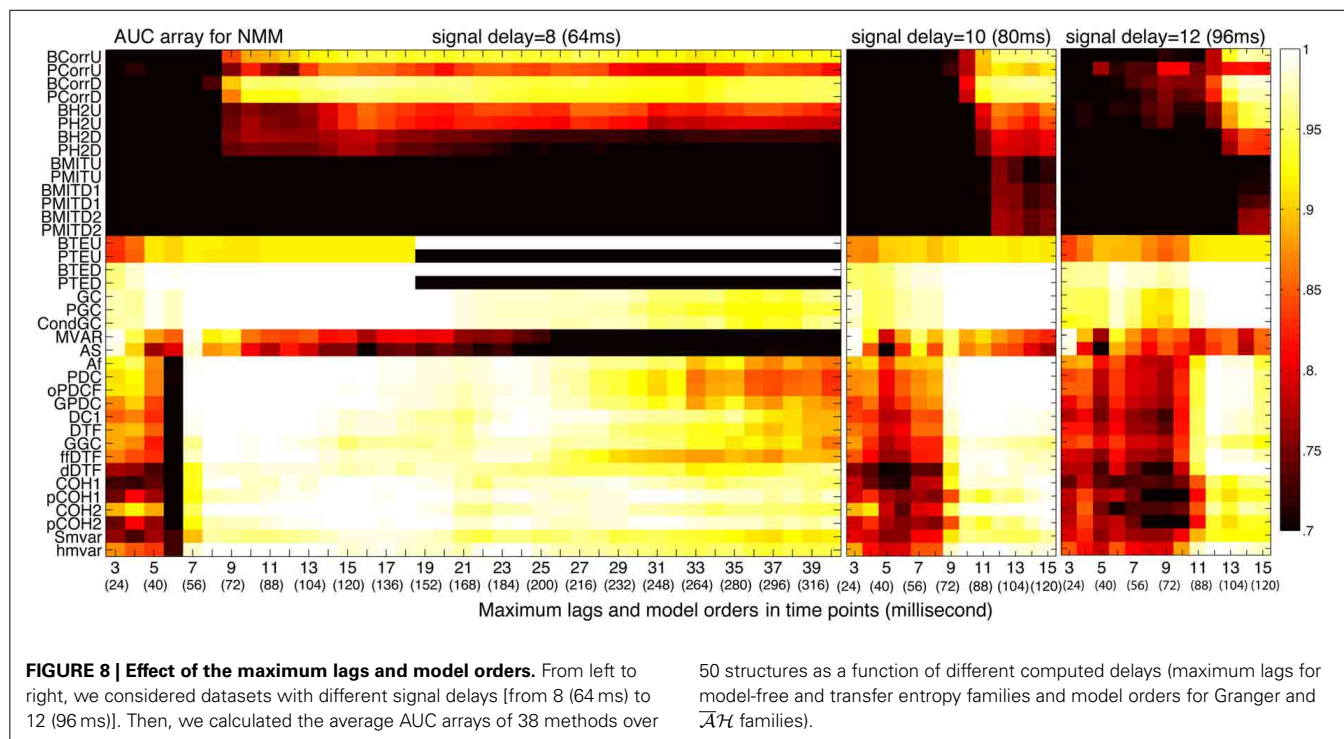 AUC array for NMM
signal delay=8 (64ms)
signal delay=10 (80ms)
signal delay=12 (96ms)
BCorrU
PCorrU
BCorrD
PCorrD
BH2U
PH2U
BH2D
PH2D
BMITU
PMITU
BMITD1
PMITD1
BMITD2
PMITD2
BTEU
PTEU
BTED
PTED
GC
PGC
CondGC
MVAR
AS
Af
PDC
oPDCF
GPDC
DC1
DTF
GGC
ffDTF
dDTF
COH1
pCOH1
COH2
pCOH2
Smvar
hmvar
3 5 7 9 11 13 15 17 19 21 23 25 27 29 31 33 35 37 39
(24) (40) (56) (72) (88) (104) (120) (136) (152) (168) (184) (200) (216) (232) (248) (264) (280) (296) (316)
3 5 7 9 11 13 15
(24) (40) (56) (72) (88) (104) (120)
3 5 7 9 11 13 15
(24) (40) (56) (72) (88) (104) (120)
1
.95
.9
.85
.8
.75
.7
Maximum lags and model orders in time points (millisecond)
FIGURE 8 | Effect of the maximum lags and model orders. From left to
right, we considered datasets with different signal delays [from 8 (64 ms) to
12 (96 ms)]. Then, we calculated the average AUC arrays of 38 methods over
50 structures as a function of different computed delays (maximum lags for
model-free and transfer entropy families and model orders for Granger and
A̅H families).